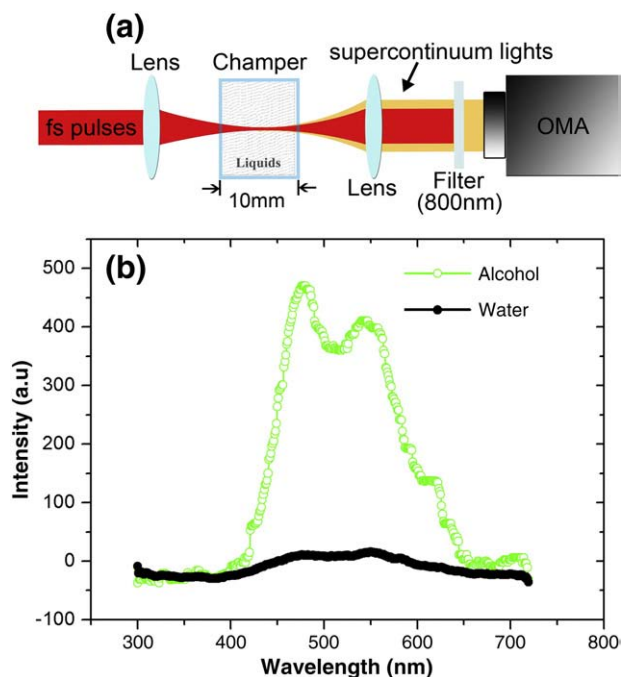 (a)
supercontinuum lights
Lens
Champer
fs pulses
OMA
Liquids
10mm
Lens
Filter
(800nm)
(b)
Alcohol
Water
Intensity (a.u)
500
400
300
200
100
0
-100
300
400
500
600
700
800
Wavelength (nm)